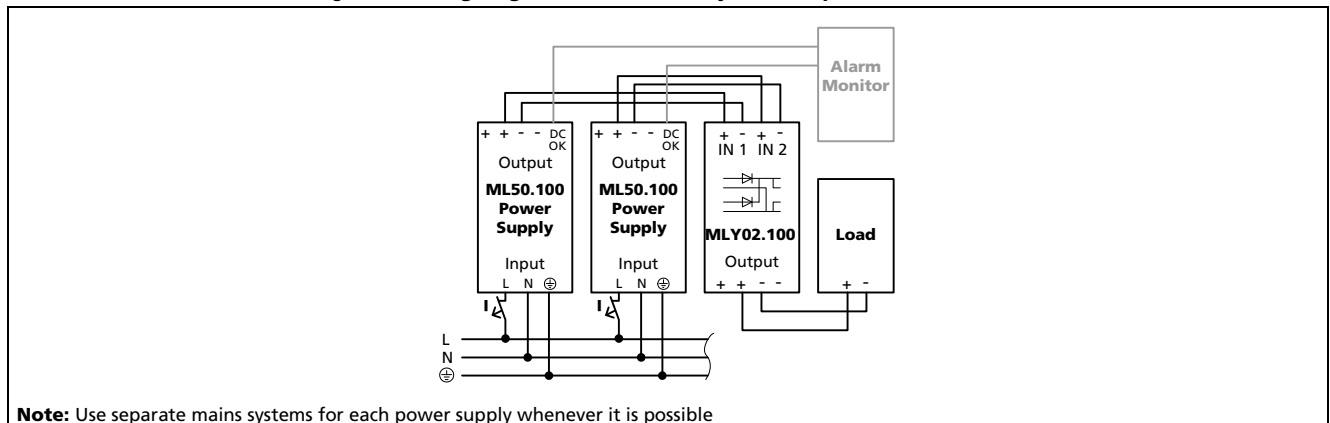 Alarm
Monitor
+ + - - DC
OK
Output
ML50.100
Power
Supply
Input
L N
+ + - - DC
OK
Output
ML50.100
Power
Supply
Input
L N
+ - + -
IN 1 IN 2
MLY02.100
Output
+ + - -
Load
+ -
I
I
L
N
Note: Use separate mains systems for each power supply whenever it is possible